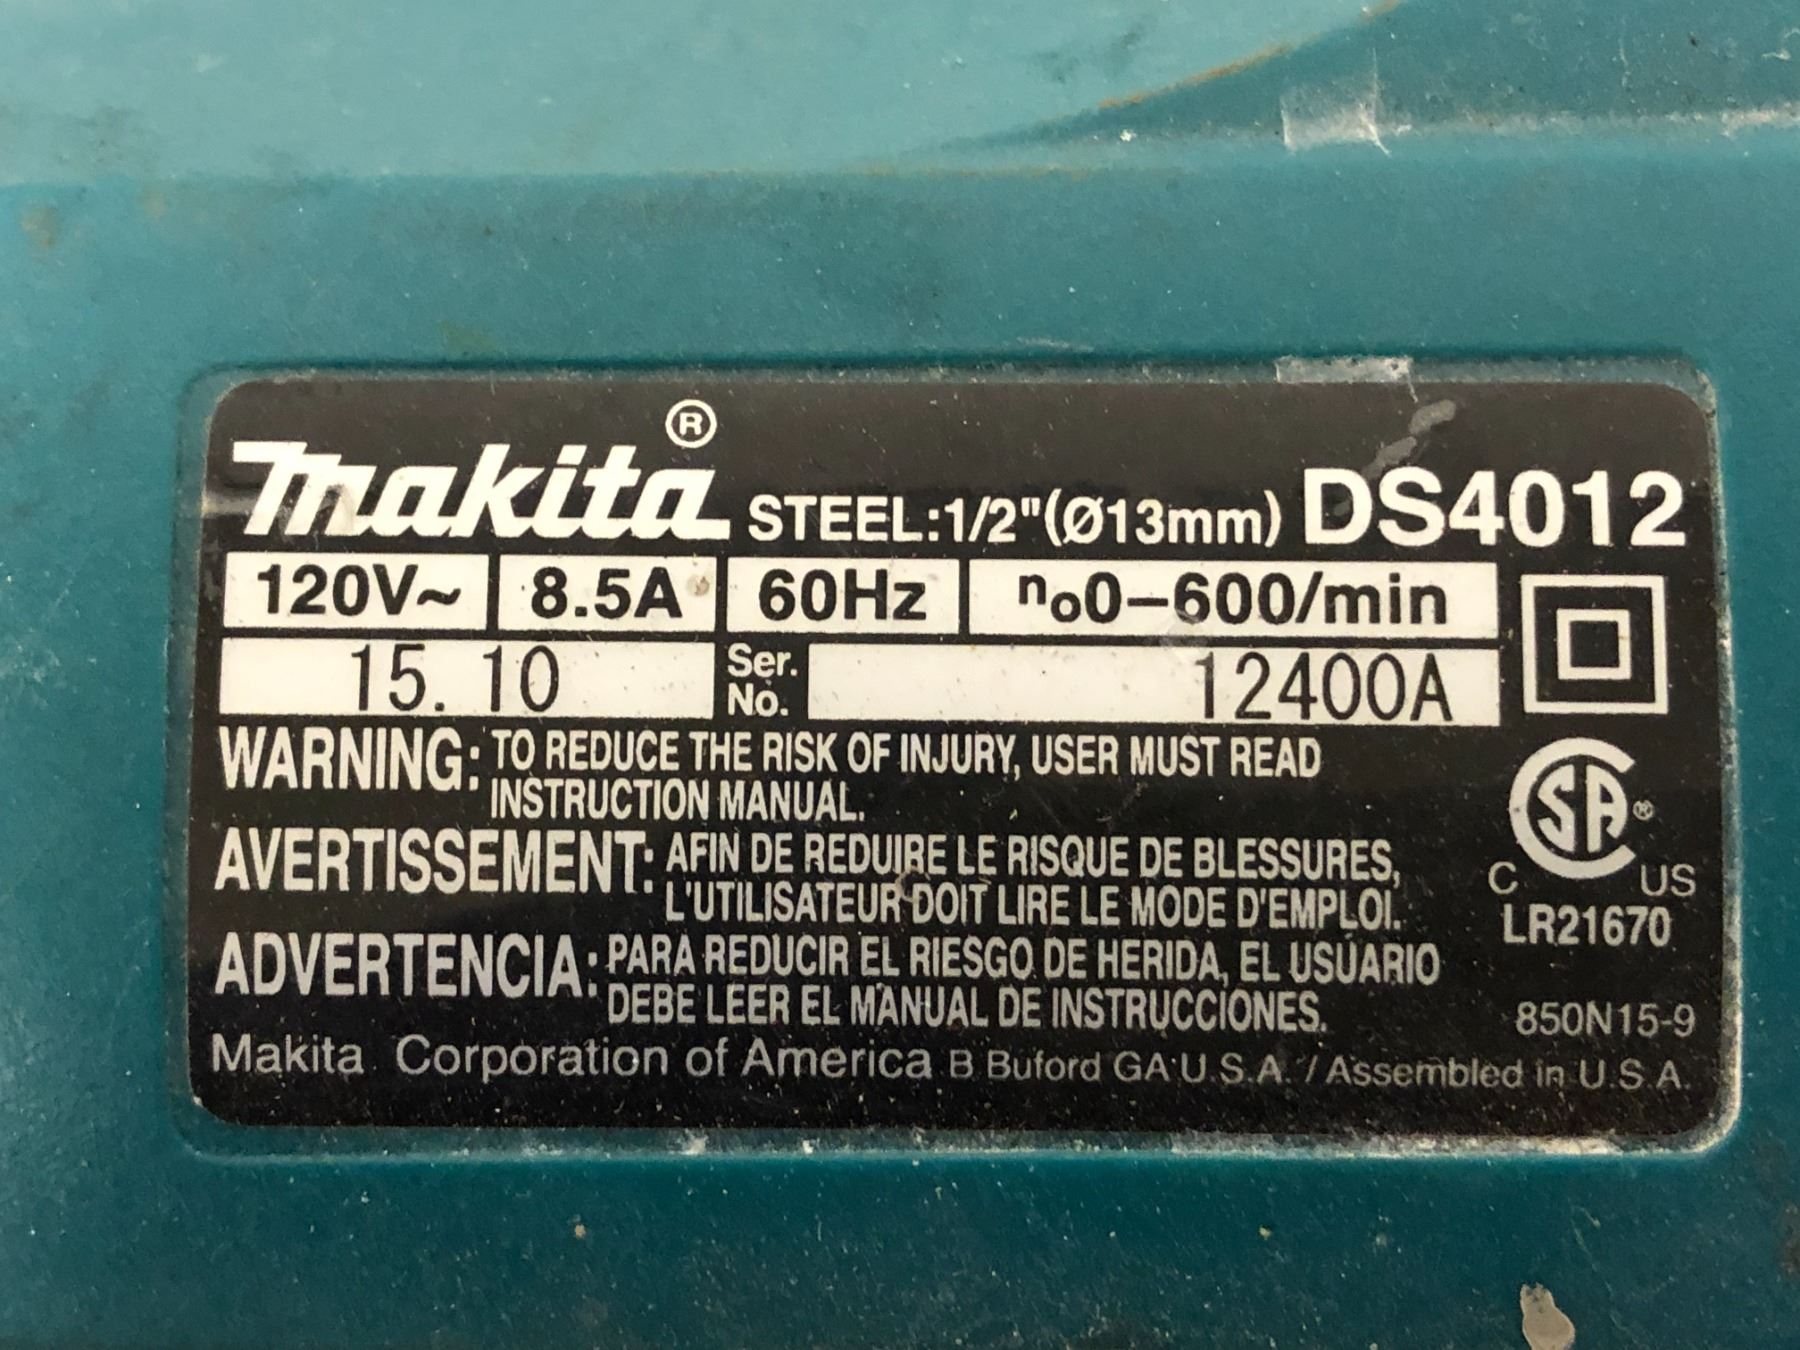 Makita® STEEL:1/2"(Ø13mm) DS4012
120V~ 8.5A 60Hz no0–600/min
15. 10 Ser. No. 12400A
WARNING: TO REDUCE THE RISK OF INJURY, USER MUST READ
INSTRUCTION MANUAL.
AVERTISSEMENT: AFIN DE REDUIRE LE RISQUE DE BLESSURES,
L'UTILISATEUR DOIT LIRE LE MODE D'EMPLOI.
ADVERTENCIA: PARA REDUCIR EL RIESGO DE HERIDA, EL USUARIO
DEBE LEER EL MANUAL DE INSTRUCCIONES.
SA®
C US
LR21670
850N15-9
Makita Corporation of America B Buford GA U.S.A. / Assembled in U.S.A.